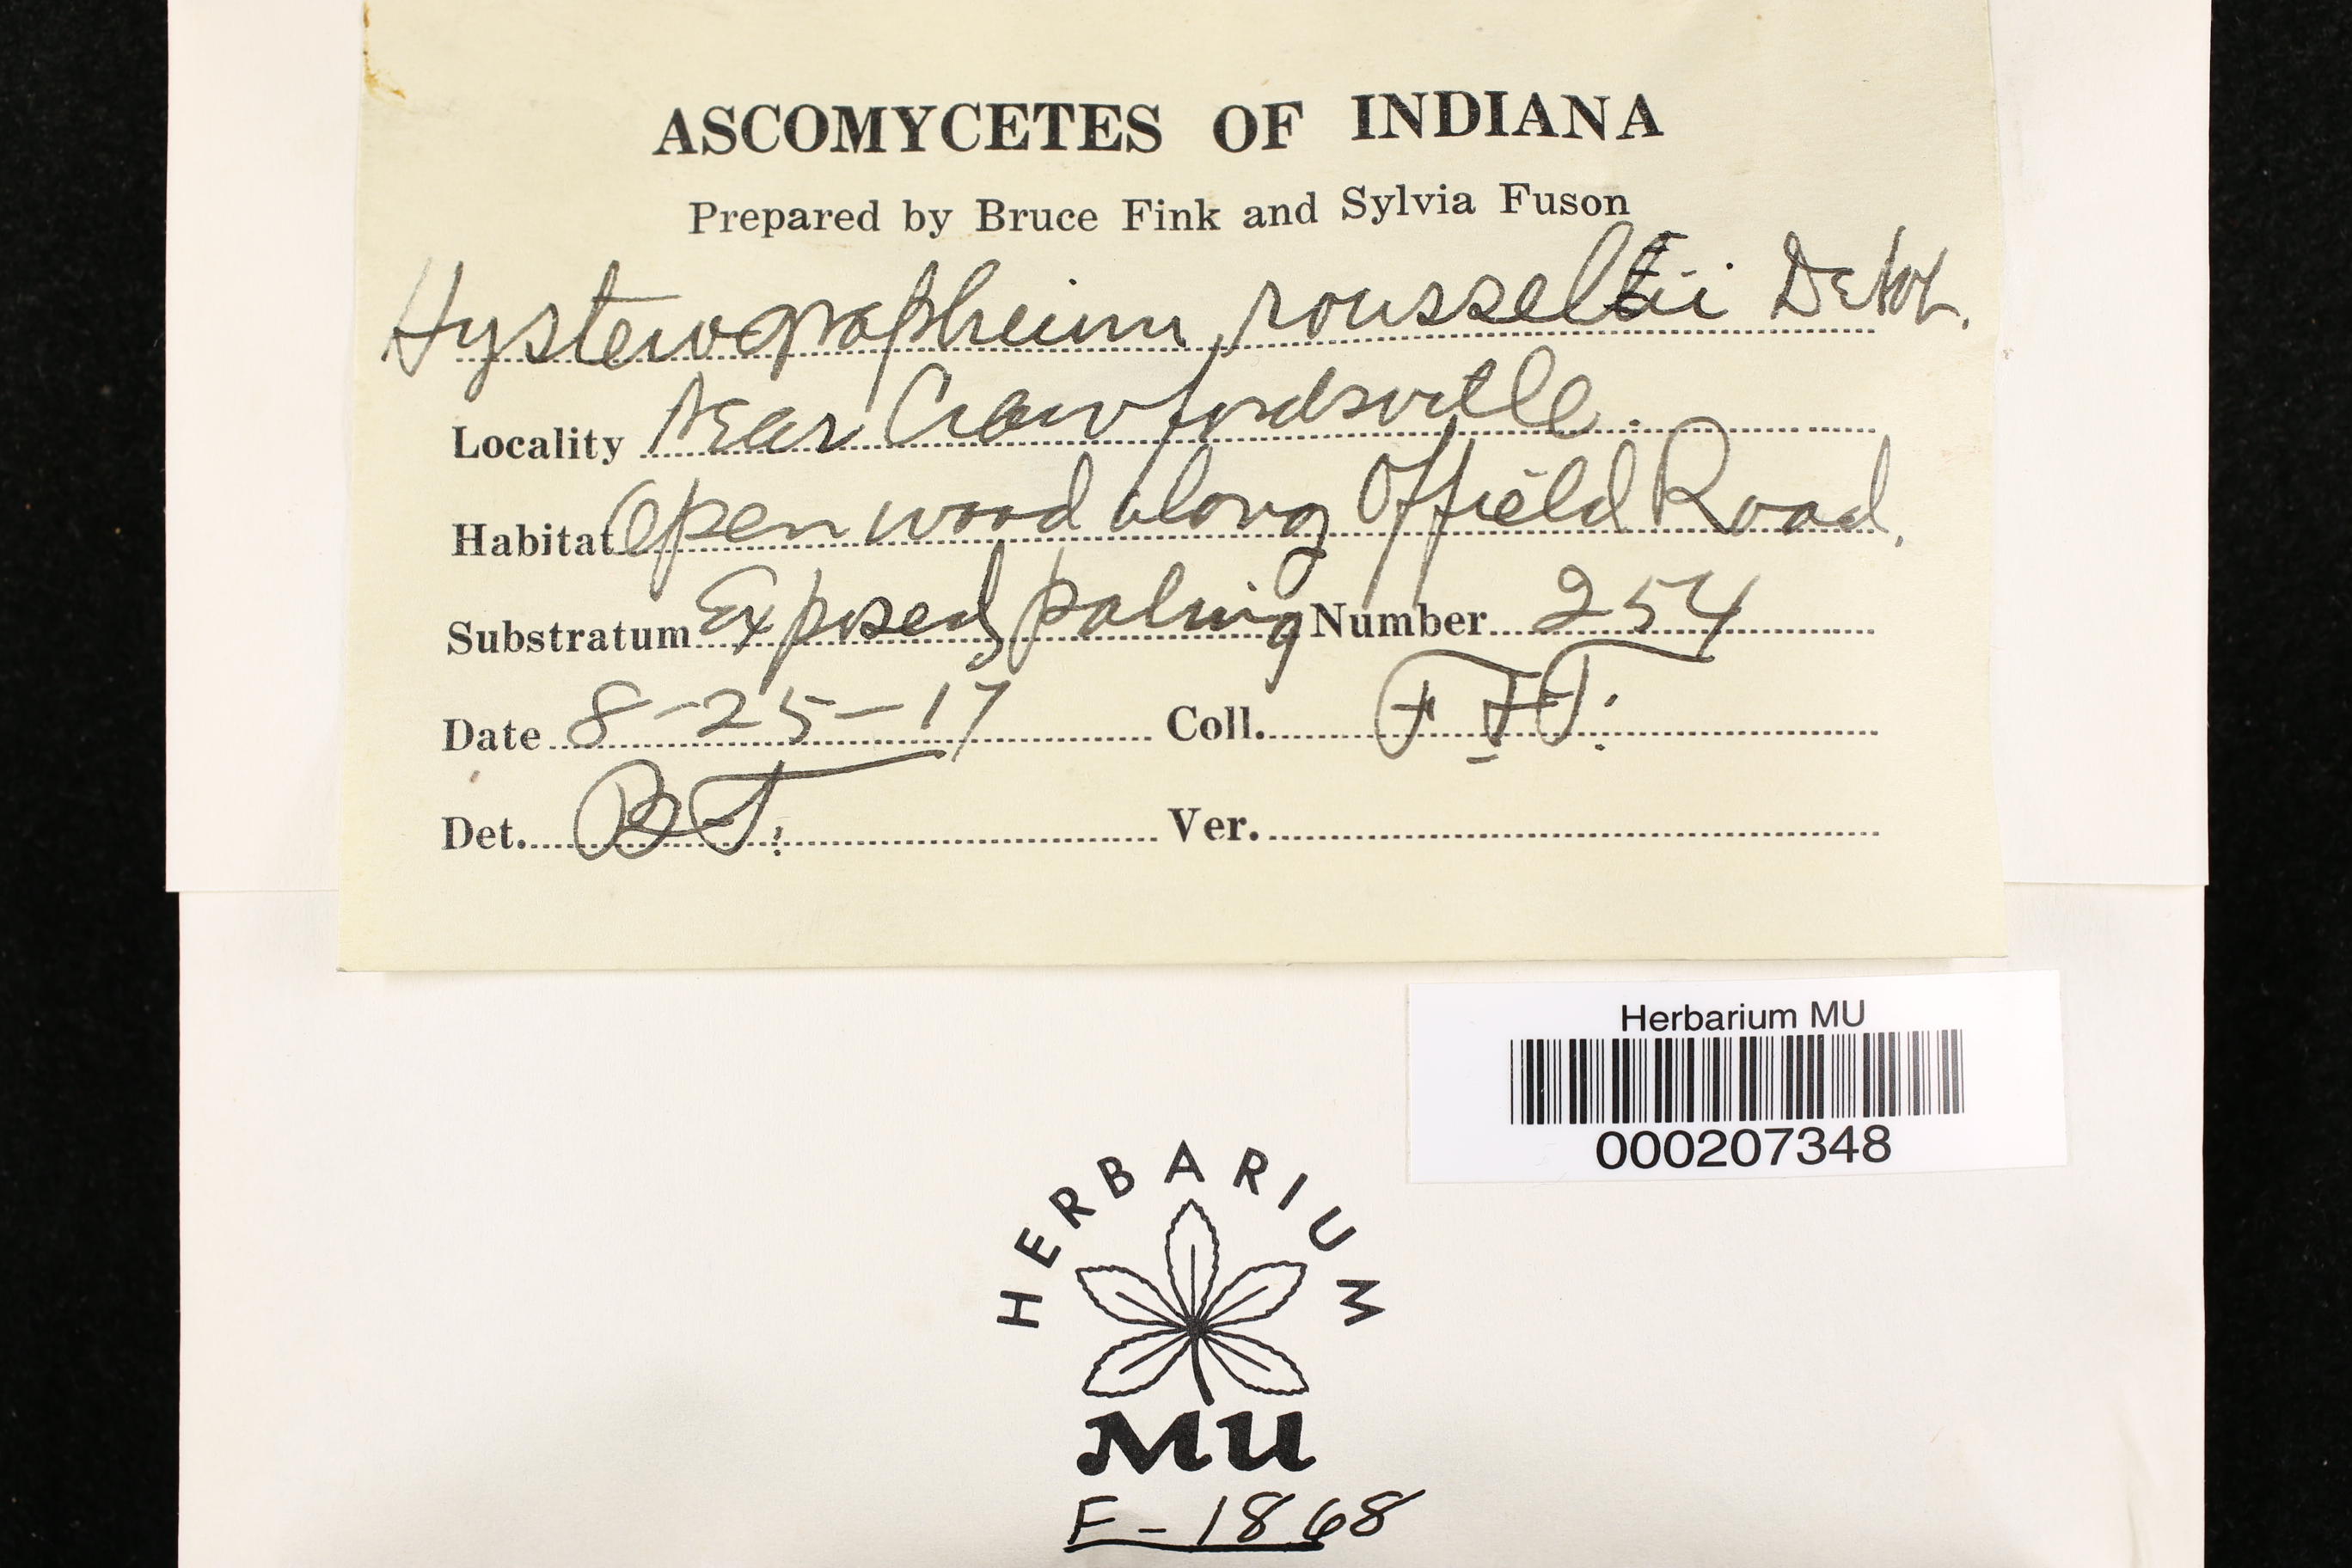 ASCOMYCETES OF INDIANA
Prepared by Bruce Fink and Sylvia Fuson
Hysterographium rousselii De Not.
Locality Near Crawfordsville.
Habitat Open wood along Offield Road.
Substratum Exposed paling Number 254
Date 8-25-17 Coll.
Det. B F. Ver.
Herbarium MU
000207348
HERBARIUM
MU
F-1868